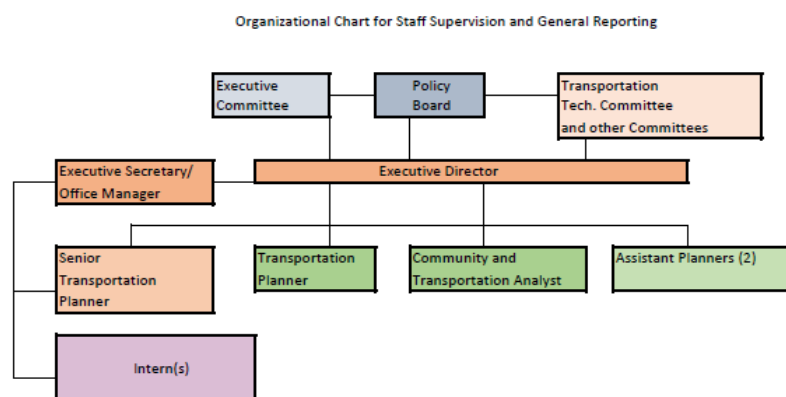 Organizational Chart for Staff Supervision and General Reporting
Executive
Committee
Policy
Board
Transportation
Tech. Committee
and other Committees
Executive Secretary/
Office Manager
Executive Director
Senior
Transportation
Planner
Transportation
Planner
Community and
Transportation Analyst
Assistant Planners (2)
Intern(s)